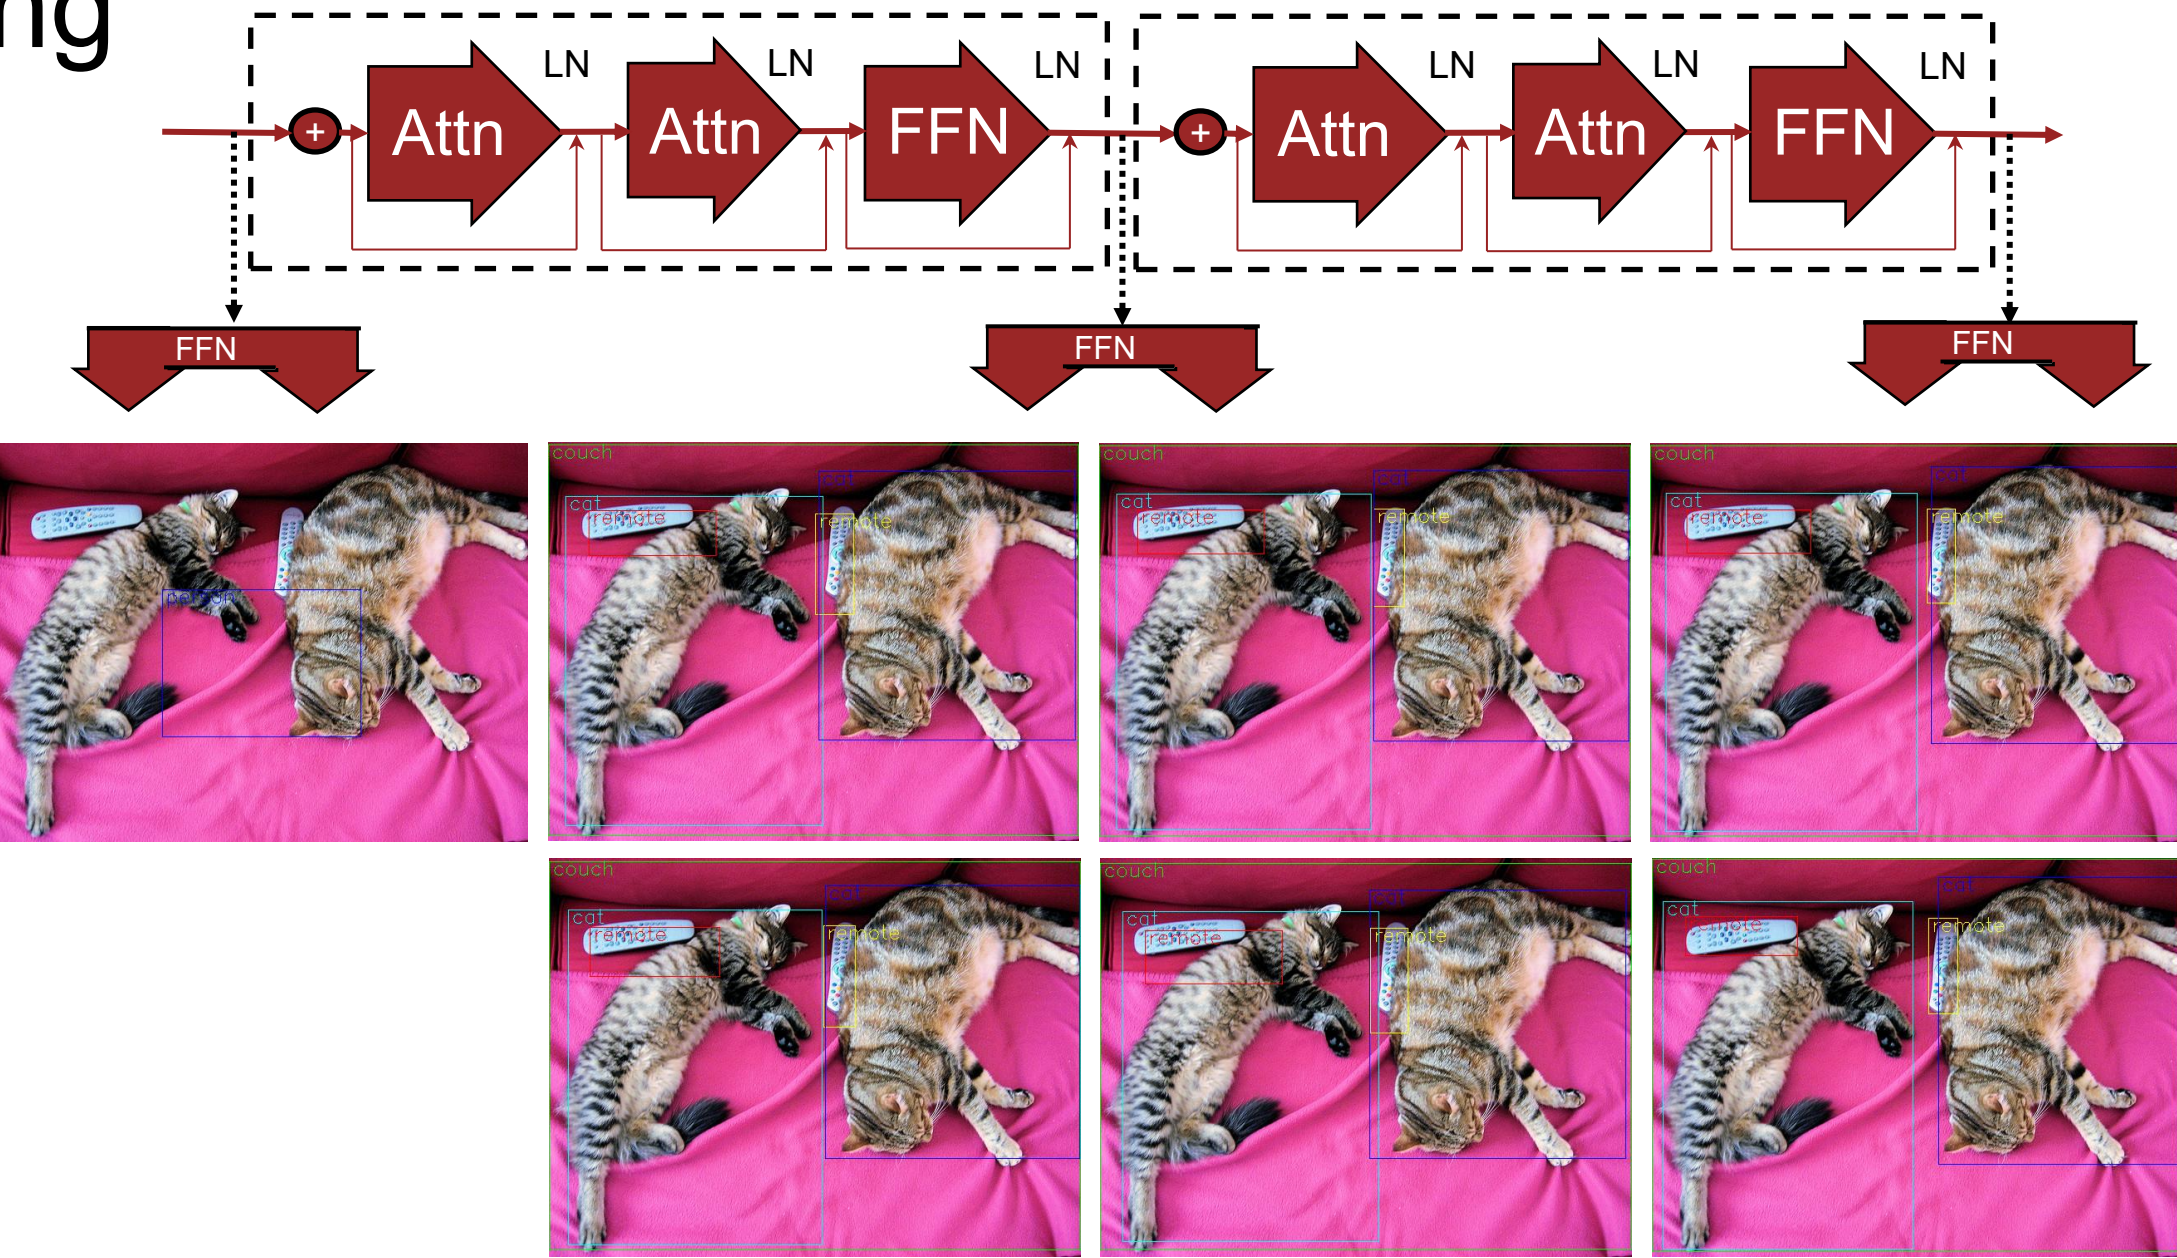 ng
LN LN LN LN LN LN
+ Attn Attn FFN + Attn Attn FFN
FFN FFN FFN
couch couch couch
cat cat cat
cat cat cat
remote remote remote
remote remote remote
person
couch couch couch
cat cat cat
cat cat cat
remote remote
remote remote remote